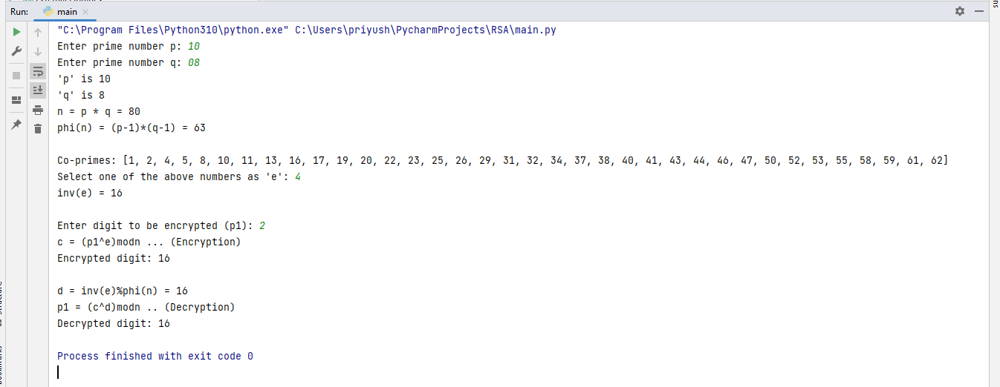 Run: main
"C:\Program Files\Python310\python.exe" C:\Users\priyush\PycharmProjects\RSA\main.py
Enter prime number p: 10
Enter prime number q: 08
'p' is 10
'q' is 8
n = p * q = 80
phi(n) = (p-1)*(q-1) = 63
Co-primes: [1, 2, 4, 5, 8, 10, 11, 13, 16, 17, 19, 20, 22, 23, 25, 26, 29, 31, 32, 34, 37, 38, 40, 41, 43, 44, 46, 47, 50, 52, 53, 55, 58, 59, 61, 62]
Select one of the above numbers as 'e': 4
inv(e) = 16
Enter digit to be encrypted (p1): 2
c = (p1^e)modn ... (Encryption)
Encrypted digit: 16
d = inv(e)%phi(n) = 16
p1 = (c^d)modn .. (Decryption)
Decrypted digit: 16
Process finished with exit code 0